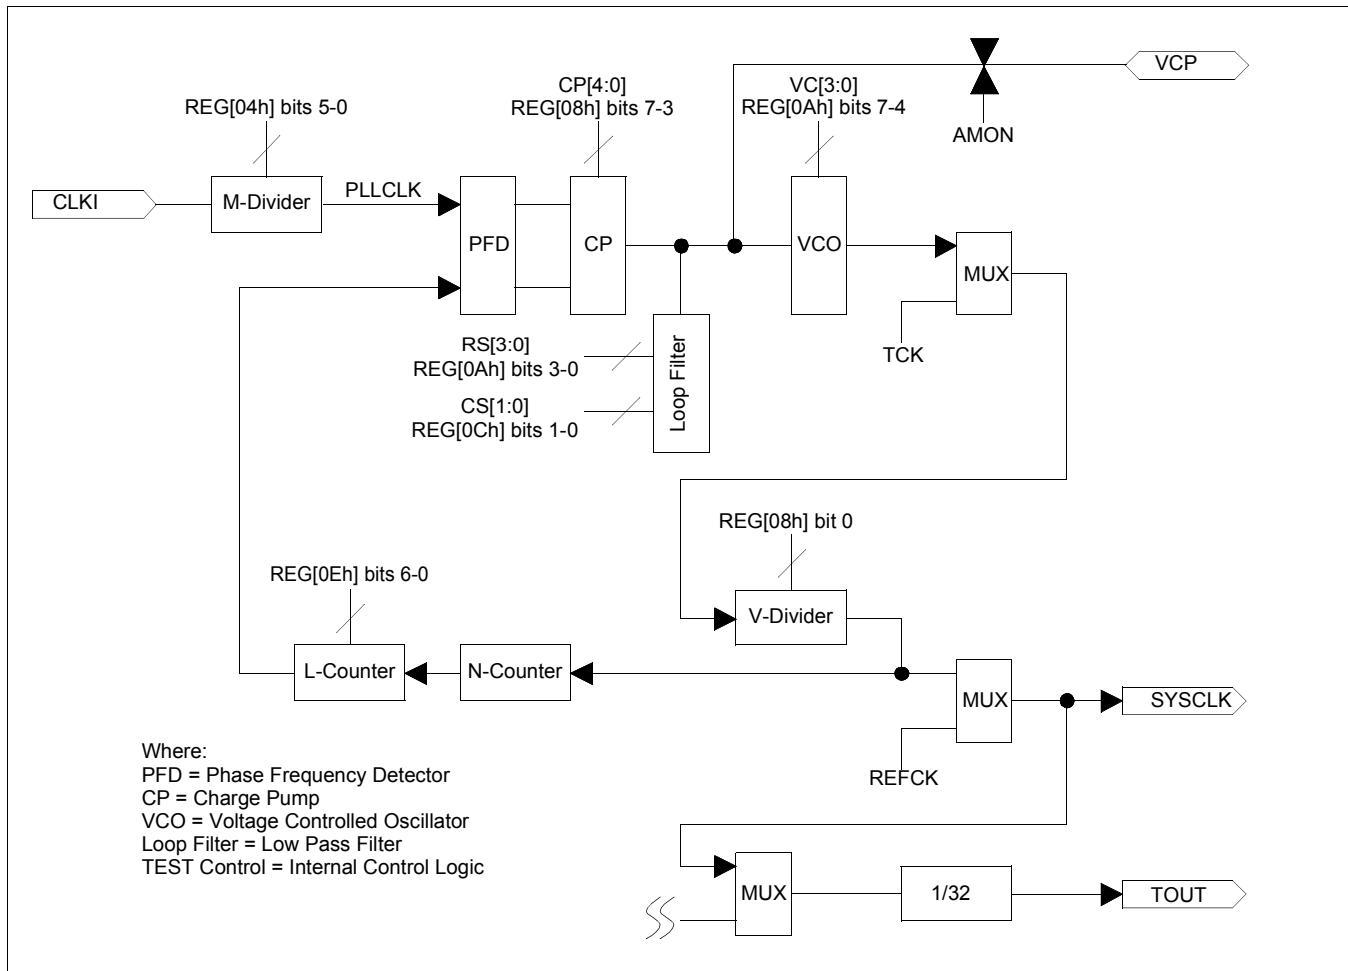 CP[4:0]
REG[08h] bits 7-3
VC[3:0]
REG[0Ah] bits 7-4
VCP
REG[04h] bits 5-0
AMON
CLKI
M-Divider
PLLCLK
PFD
CP
VCO
MUX
TCK
RS[3:0]
REG[0Ah] bits 3-0
CS[1:0]
REG[0Ch] bits 1-0
Loop Filter
REG[08h] bit 0
V-Divider
REG[0Eh] bits 6-0
L-Counter
N-Counter
MUX
SYSCLK
REFCK
Where:
PFD = Phase Frequency Detector
CP = Charge Pump
VCO = Voltage Controlled Oscillator
Loop Filter = Low Pass Filter
TEST Control = Internal Control Logic
MUX
1/32
TOUT